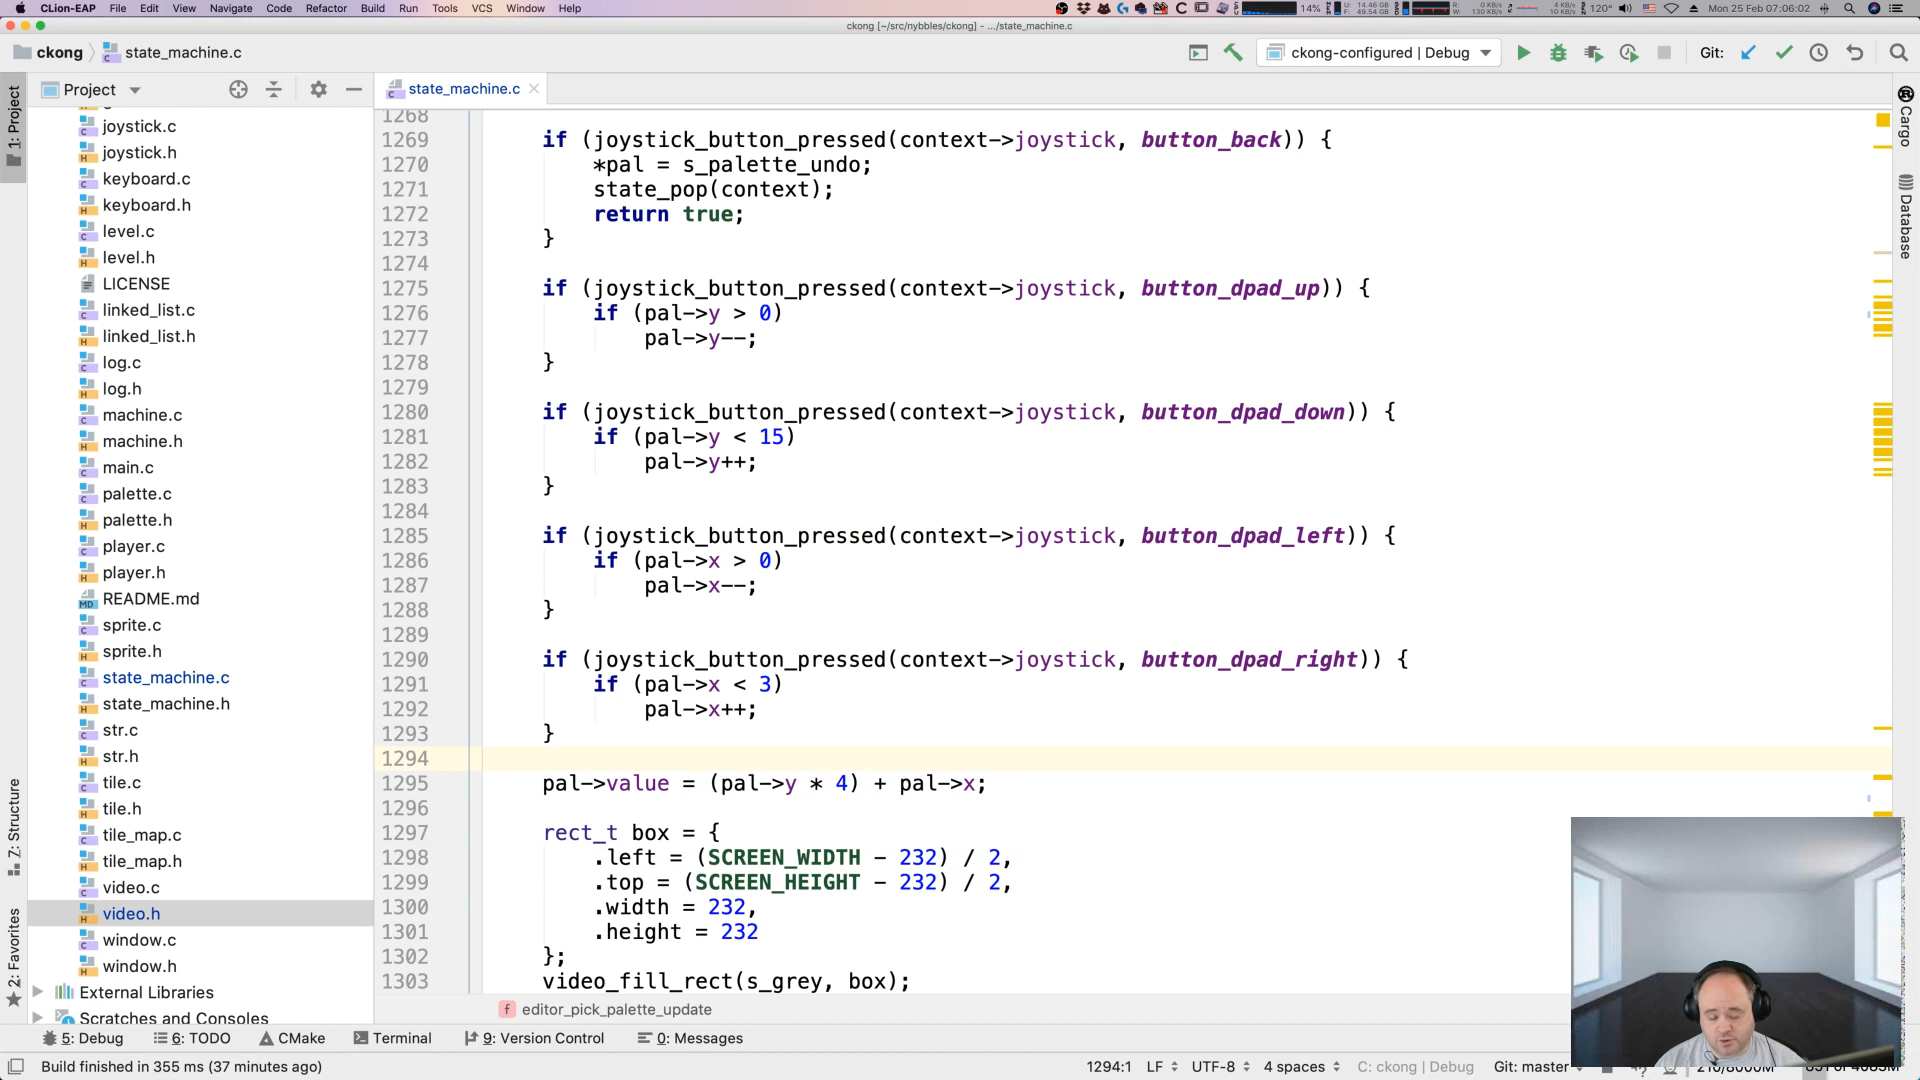 CLion-EAP File Edit View Navigate Code Refactor Build Run Tools VCS Window Help
14% Mon 25 Feb 07:06:02
ckong [~/src/nybbles/ckong] - .../state_machine.c
ckong state_machine.c
ckong-configured | Debug
Git:
1: Project
Project
state_machine.c
joystick.c
joystick.h
keyboard.c
keyboard.h
level.c
level.h
LICENSE
linked_list.c
linked_list.h
log.c
log.h
machine.c
machine.h
main.c
palette.c
palette.h
player.c
player.h
README.md
sprite.c
sprite.h
state_machine.c
state_machine.h
str.c
str.h
tile.c
tile.h
tile_map.c
tile_map.h
video.c
video.h
window.c
window.h
External Libraries
Scratches and Consoles
Z: Structure
2: Favorites
Cargo
Database
1268
1269 if (joystick_button_pressed(context->joystick, button_back)) {
1270 *pal = s_palette_undo;
1271 state_pop(context);
1272 return true;
1273 }
1274
1275 if (joystick_button_pressed(context->joystick, button_dpad_up)) {
1276 if (pal->y > 0)
1277 pal->y--;
1278 }
1279
1280 if (joystick_button_pressed(context->joystick, button_dpad_down)) {
1281 if (pal->y < 15)
1282 pal->y++;
1283 }
1284
1285 if (joystick_button_pressed(context->joystick, button_dpad_left)) {
1286 if (pal->x > 0)
1287 pal->x--;
1288 }
1289
1290 if (joystick_button_pressed(context->joystick, button_dpad_right)) {
1291 if (pal->x < 3)
1292 pal->x++;
1293 }
1294
1295 pal->value = (pal->y * 4) + pal->x;
1296
1297 rect_t box = {
1298 .left = (SCREEN_WIDTH - 232) / 2,
1299 .top = (SCREEN_HEIGHT - 232) / 2,
1300 .width = 232,
1301 .height = 232
1302 };
1303 video_fill_rect(s_grey, box);
f editor_pick_palette_update
5: Debug 6: TODO CMake Terminal 9: Version Control 0: Messages
Build finished in 355 ms (37 minutes ago)
1294:1 LF UTF-8 4 spaces C: ckong | Debug Git: master